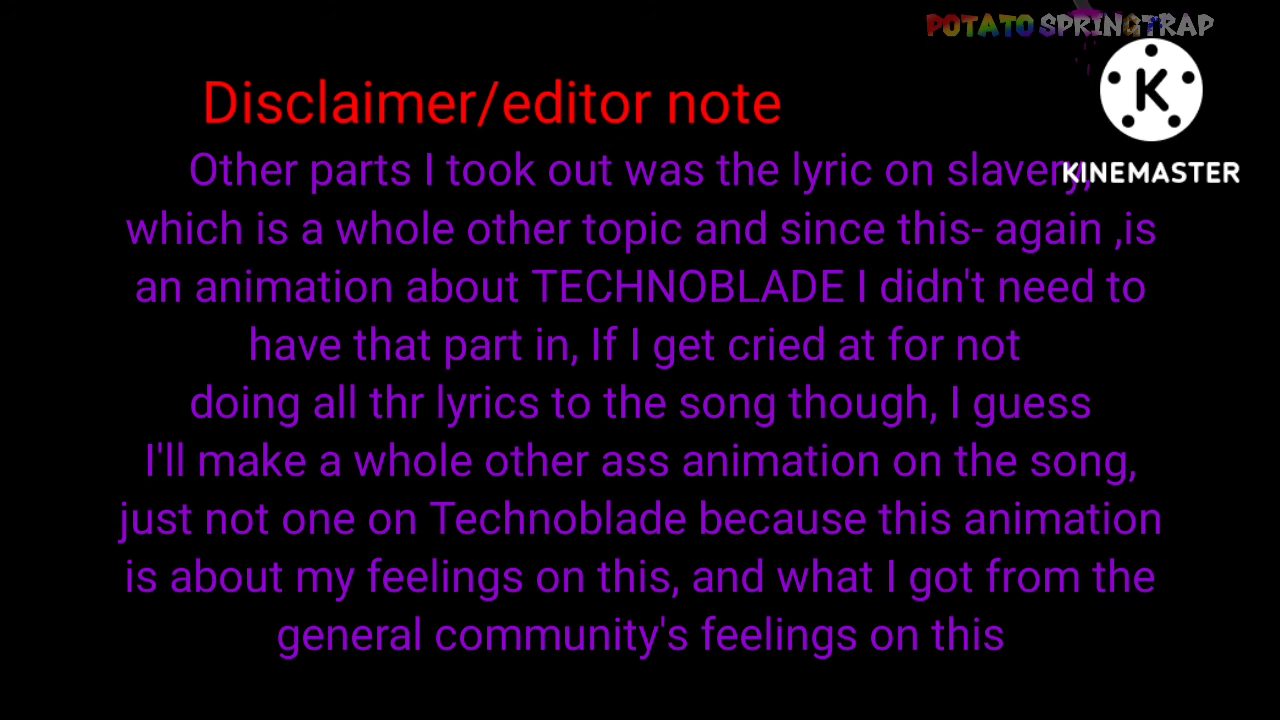 POTATO SPRINGTRAP
K
KINEMASTER
Disclaimer/editor note
Other parts I took out was the lyric on slavery,
which is a whole other topic and since this- again ,is
an animation about TECHNOBLADE I didn't need to
have that part in, If I get cried at for not
doing all thr lyrics to the song though, I guess
I'll make a whole other ass animation on the song,
just not one on Technoblade because this animation
is about my feelings on this, and what I got from the
general community's feelings on this